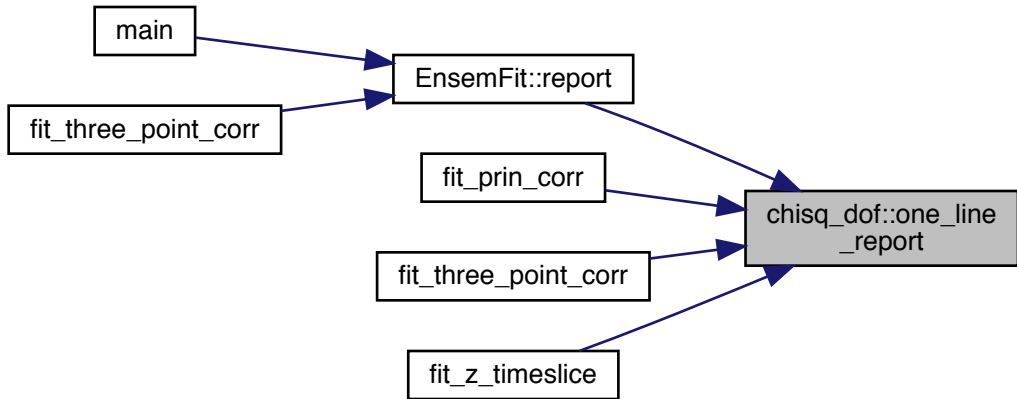 main
EnsemFit::report
fit_three_point_corr
fit_prin_corr
chisq_dof::one_line
_report
fit_three_point_corr
fit_z_timeslice